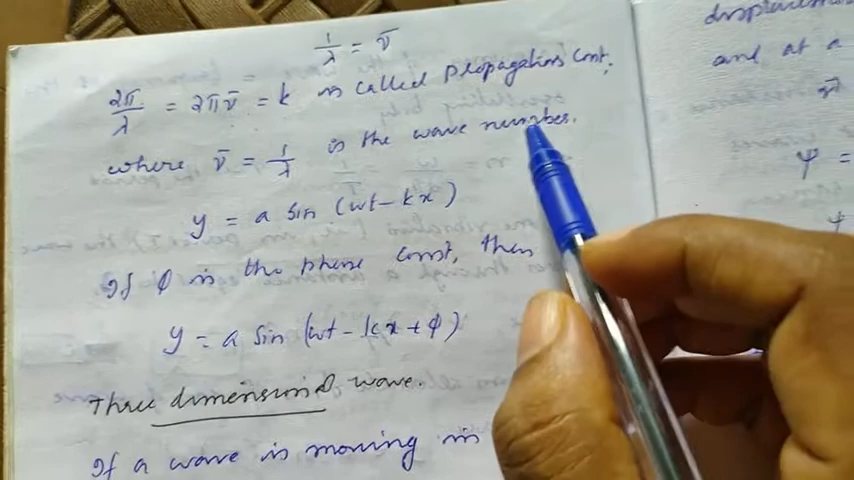 1/λ = ν̄
2π/λ = 2πν̄ = k is called propagation const.
where ν̄ = 1/λ is the wave number.
y = a sin (ωt - kx)
If φ is the phase const, then
y = a sin (ωt - kx + φ)
Three dimensional wave.
If a wave is moving in
and at a
ψ =
ψ